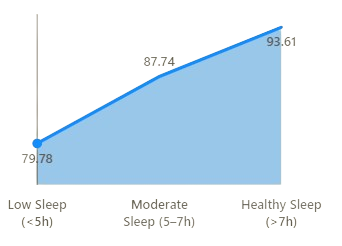 93.61
87.74
79.78
Low Sleep
(<5h)
Moderate
Sleep (5–7h)
Healthy Sleep
(>7h)